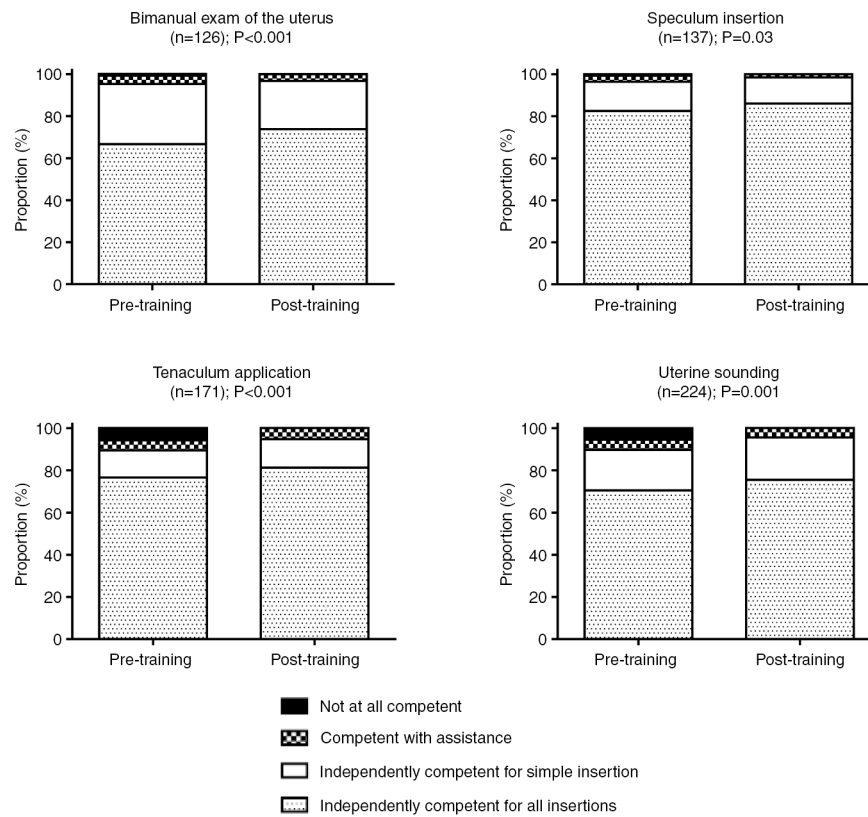 Bimanual exam of the uterus
(n=126); P<0.001
Proportion (%)
100
80
60
40
20
0
Pre-training
Post-training
Speculum insertion
(n=137); P=0.03
Proportion (%)
100
80
60
40
20
0
Pre-training
Post-training
Tenaculum application
(n=171); P<0.001
Proportion (%)
100
80
60
40
20
0
Pre-training
Post-training
Uterine sounding
(n=224); P=0.001
Proportion (%)
100
80
60
40
20
0
Pre-training
Post-training
Not at all competent
Competent with assistance
Independently competent for simple insertion
Independently competent for all insertions